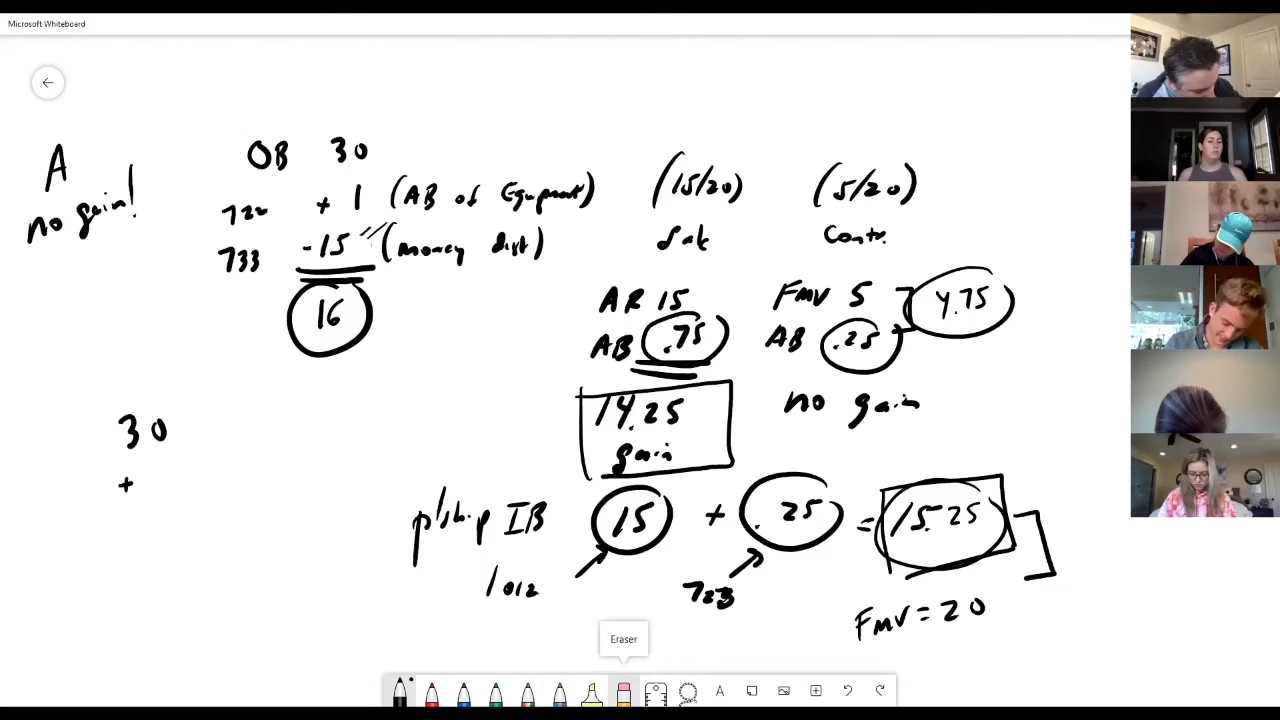 Microsoft Whiteboard
A
no gain!
OB 30
722 + 1 (AB of Equipment)
733 -15 (money dist)
16
(15/20)
Sale
(5/20)
Contr.
AR 15
AB .75
14.25
gain
FMV 5
AB .25
4.75
no gain
30
+
p/ship IB 15 + .25 = 15.25
1012
723
FMV = 20
Eraser
A